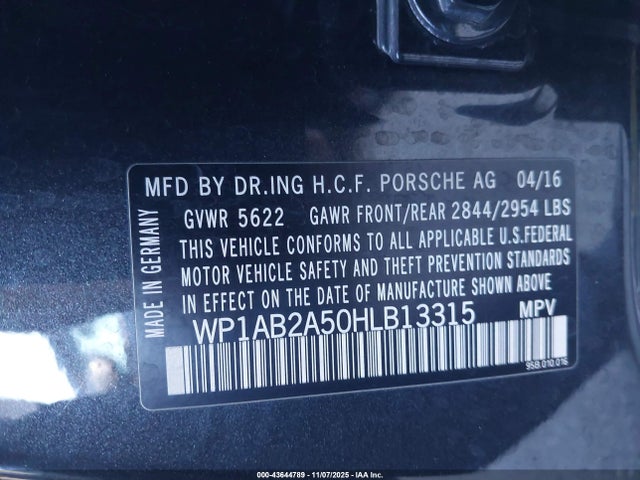 MFD BY DR.ING H.C.F. PORSCHE AG 04/16
GVWR 5622 GAWR FRONT/REAR 2844/2954 LBS
THIS VEHICLE CONFORMS TO ALL APPLICABLE U.S.FEDERAL
MOTOR VEHICLE SAFETY AND THEFT PREVENTION STANDARDS
IN EFFECT ON THE DATE OF MANUFACTURE SHOWN ABOVE.
WP1AB2A50HLB13315 MPV
95B.010.016
MADE IN GERMANY
000-43644789 - 11/07/2025 - IAA Inc.